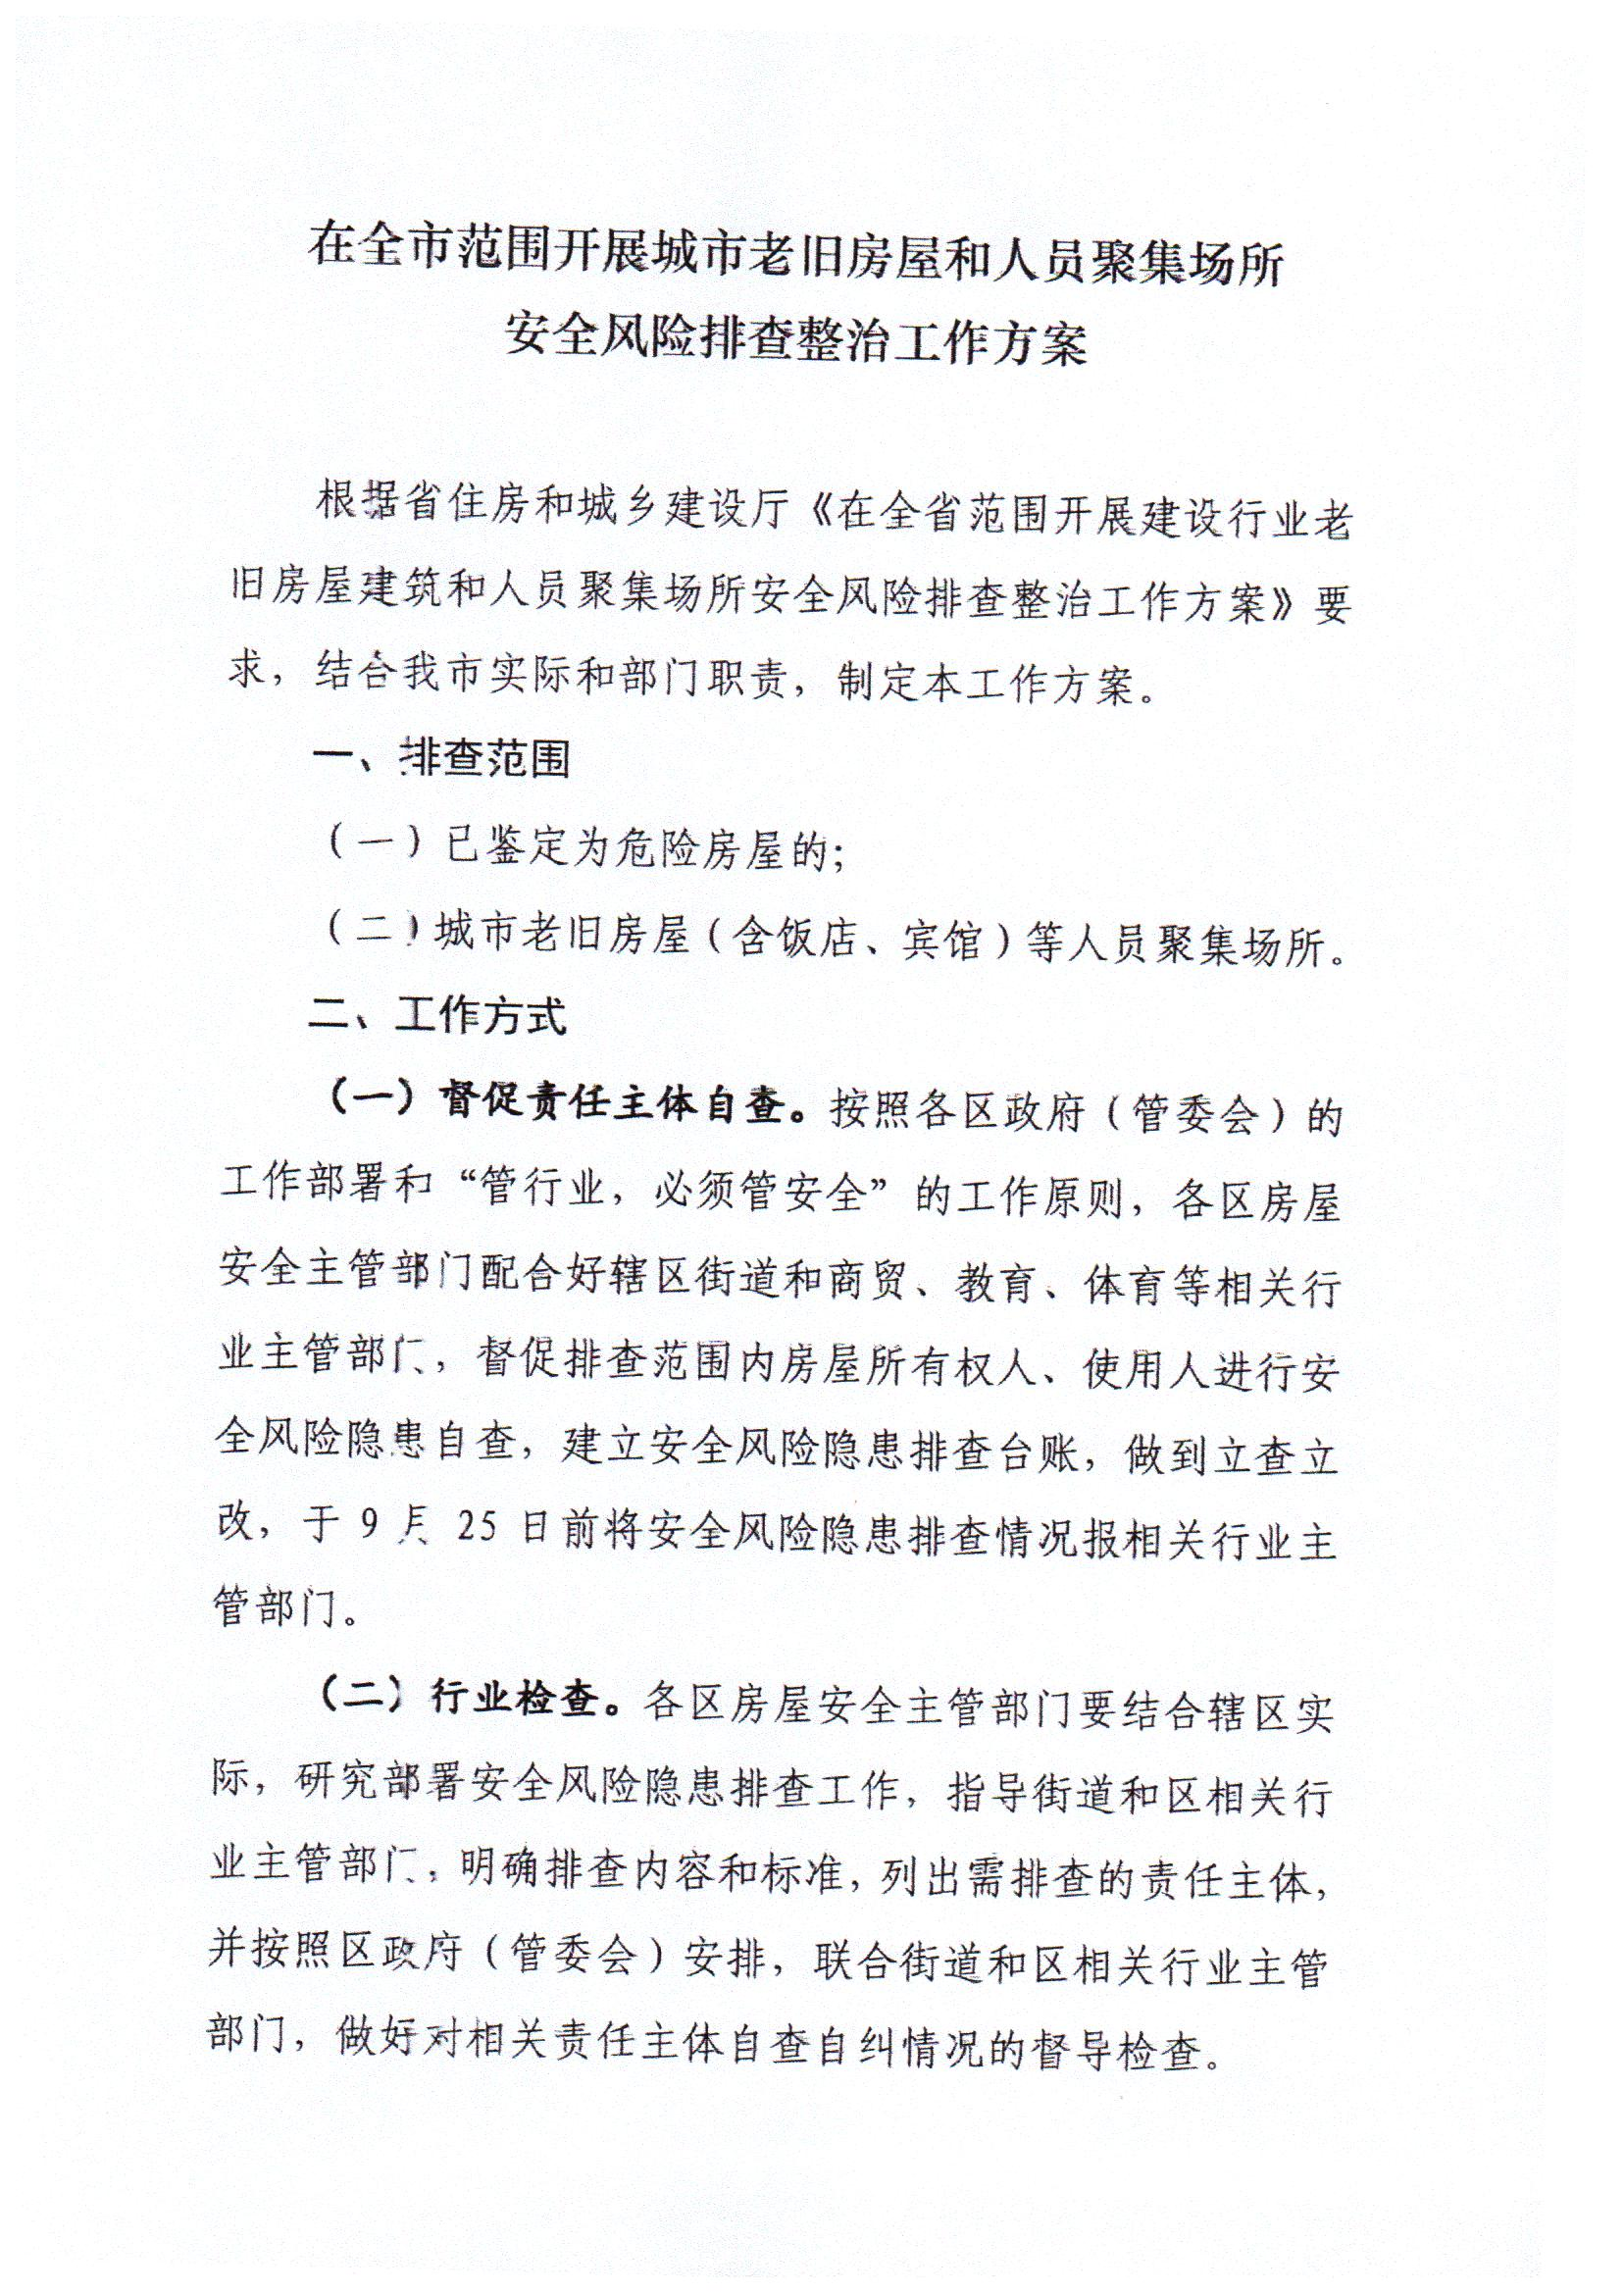 在全市范围开展城市老旧房屋和人员聚集场所
安全风险排查整治工作方案
根据省住房和城乡建设厅《在全省范围开展建设行业老
旧房屋建筑和人员聚集场所安全风险排查整治工作方案》要
求，结合我市实际和部门职责，制定本工作方案。
一、排查范围
（一）已鉴定为危险房屋的；
（二）城市老旧房屋（含饭店、宾馆）等人员聚集场所。
二、工作方式
（一）督促责任主体自查。按照各区政府（管委会）的
工作部署和“管行业，必须管安全”的工作原则，各区房屋
安全主管部门配合好辖区街道和商贸、教育、体育等相关行
业主管部门，督促排查范围内房屋所有权人、使用人进行安
全风险隐患自查，建立安全风险隐患排查台账，做到立查立
改，于 9 月 25 日前将安全风险隐患排查情况报相关行业主
管部门。
（二）行业检查。各区房屋安全主管部门要结合辖区实
际，研究部署安全风险隐患排查工作，指导街道和区相关行
业主管部门，明确排查内容和标准，列出需排查的责任主体，
并按照区政府（管委会）安排，联合街道和区相关行业主管
部门，做好对相关责任主体自查自纠情况的督导检查。